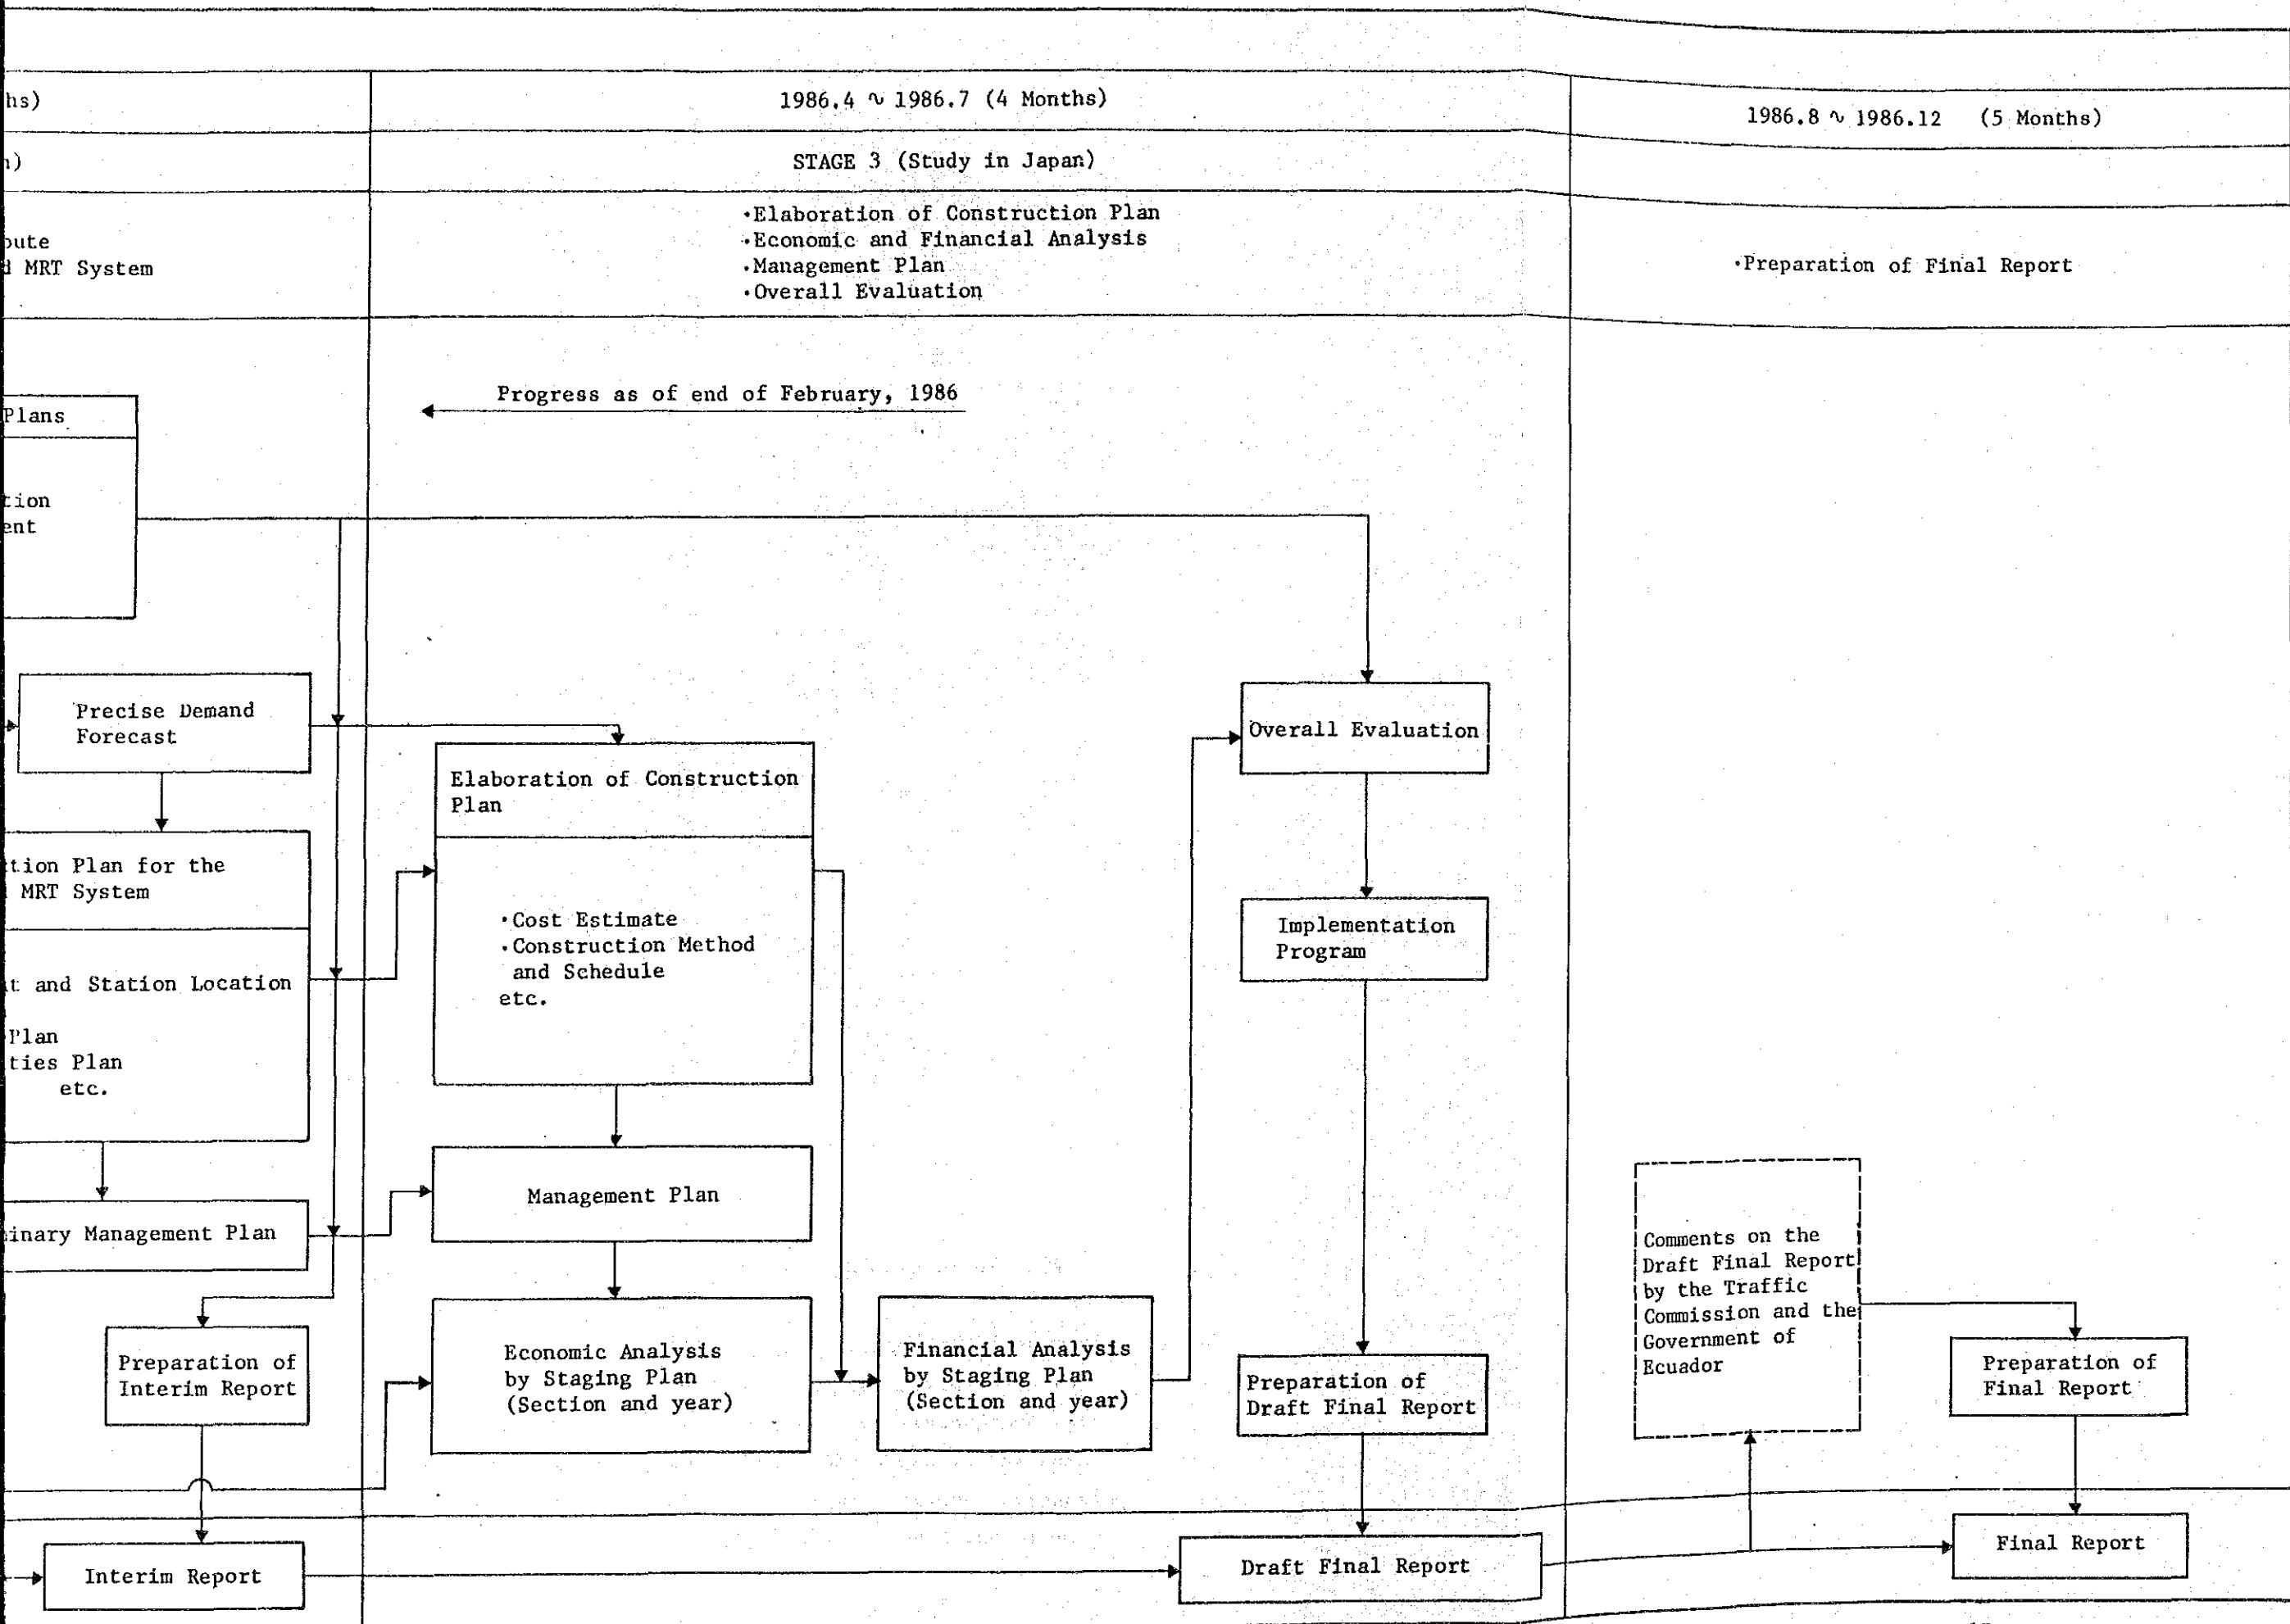 hs)
1986.4 ∿ 1986.7 (4 Months)
1986.8 ∿ 1986.12 (5 Months)
STAGE 3 (Study in Japan)
•Elaboration of Construction Plan
•Economic and Financial Analysis
•Management Plan
•Overall Evaluation
MRT System
•Preparation of Final Report
Progress as of end of February, 1986
Plans
Precise Demand
Forecast
Overall Evaluation
Elaboration of Construction
Plan
•Cost Estimate
•Construction Method
and Schedule
etc.
Implementation
Program
tion Plan for the
MRT System
and Station Location
Plan
ties Plan
etc.
Management Plan
inary Management Plan
Comments on the
Draft Final Report
by the Traffic
Commission and the
Government of
Ecuador
Preparation of
Interim Report
Economic Analysis
by Staging Plan
(Section and year)
Financial Analysis
by Staging Plan
(Section and year)
Preparation of
Draft Final Report
Preparation of
Final Report
Interim Report
Draft Final Report
Final Report